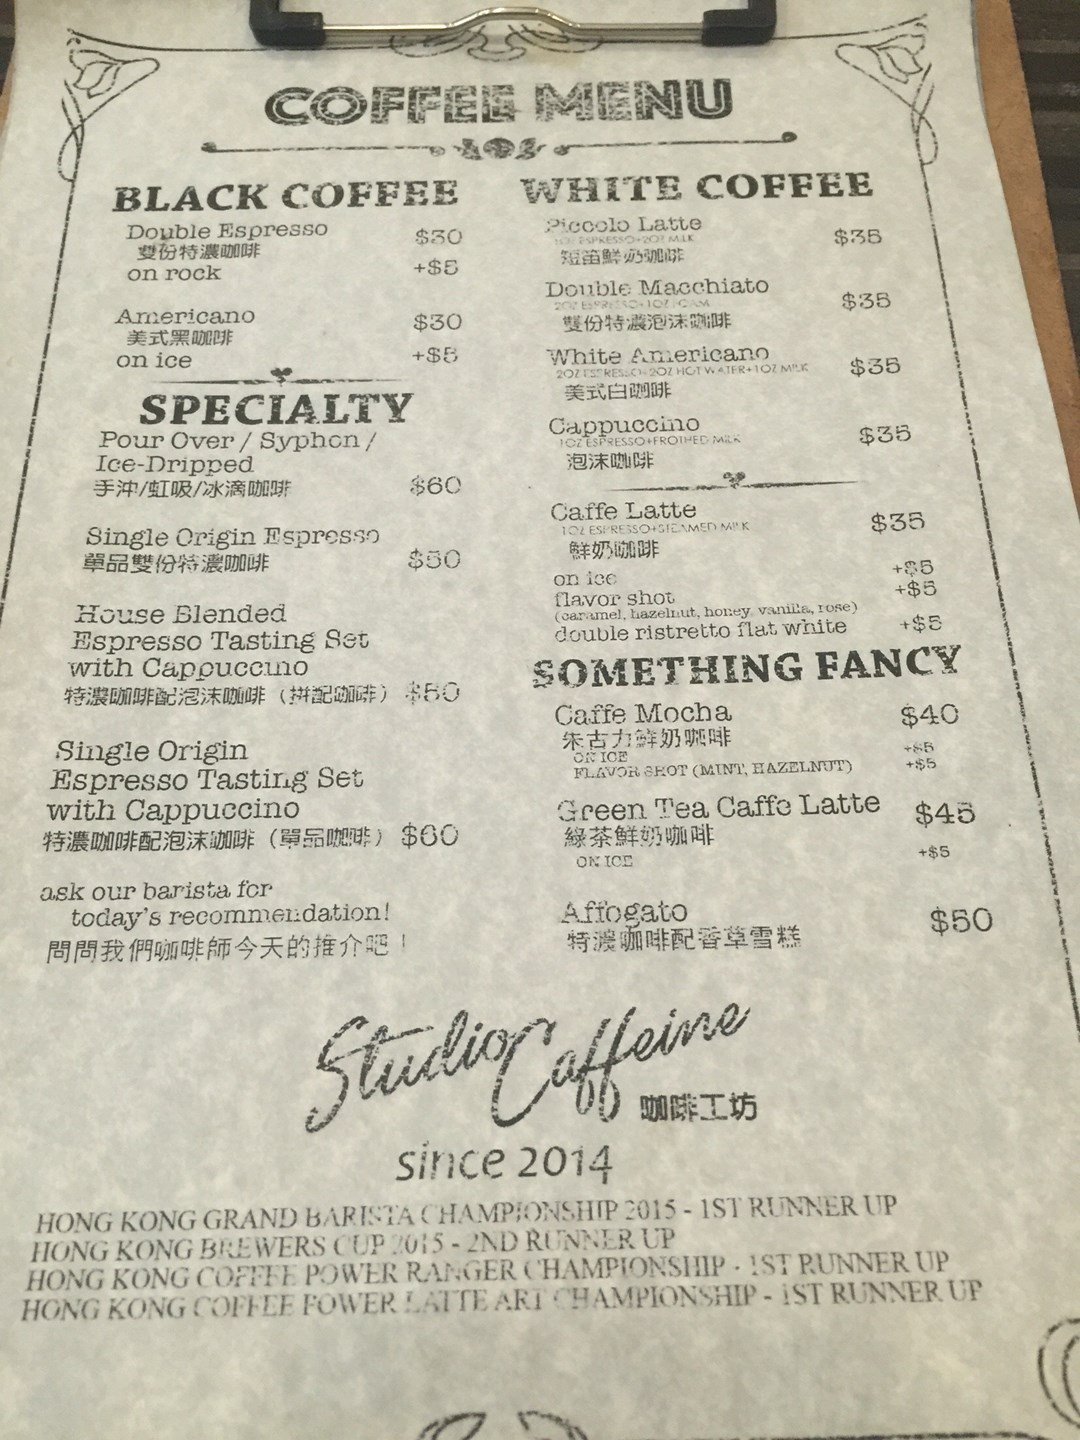 COFFEE MENU
BLACK COFFEE
Double Espresso $30
雙份特濃咖啡
on rock +$5
Americano $30
美式黑咖啡
on ice +$5
SPECIALTY
Pour Over / Syphon /
Ice-Dripped
手沖/虹吸/冰滴咖啡 $60
Single Origin Espresso
單品雙份特濃咖啡 $50
House Blended
Espresso Tasting Set
with Cappuccino
特濃咖啡配泡沫咖啡（拼配咖啡） $50
Single Origin
Espresso Tasting Set
with Cappuccino
特濃咖啡配泡沫咖啡（單品咖啡） $60
ask our barista for
today's recommendation!
問問我們咖啡師今天的推介吧！
WHITE COFFEE
Piccolo Latte $35
1OZ ESPRESSO+2OZ MILK
短笛鮮奶咖啡
Double Macchiato $35
2OZ ESPRESSO+1OZ FOAM
雙份特濃泡沫咖啡
White Americano $35
2OZ ESPRESSO+2OZ HOT WATER+1OZ MILK
美式白咖啡
Cappuccino $35
1OZ ESPRESSO+FROTHED MILK
泡沫咖啡
Caffe Latte $35
1OZ ESPRESSO+STEAMED MILK
鮮奶咖啡
on ice +$5
flavor shot +$5
(caramel, hazelnut, honey, vanilla, rose)
double ristretto flat white +$5
SOMETHING FANCY
Caffe Mocha $40
朱古力鮮奶咖啡
ON ICE +$5
FLAVOR SHOT (MINT, HAZELNUT) +$5
Green Tea Caffe Latte $45
綠茶鮮奶咖啡
ON ICE +$5
Affogato $50
特濃咖啡配香草雪糕
Studio Caffeine
咖啡工坊
since 2014
HONG KONG GRAND BARISTA CHAMPIONSHIP 2015 - 1ST RUNNER UP
HONG KONG BREWERS CUP 2015 - 2ND RUNNER UP
HONG KONG COFFEE POWER RANGER CHAMPIONSHIP - 1ST RUNNER UP
HONG KONG COFFEE POWER LATTE ART CHAMPIONSHIP - 1ST RUNNER UP